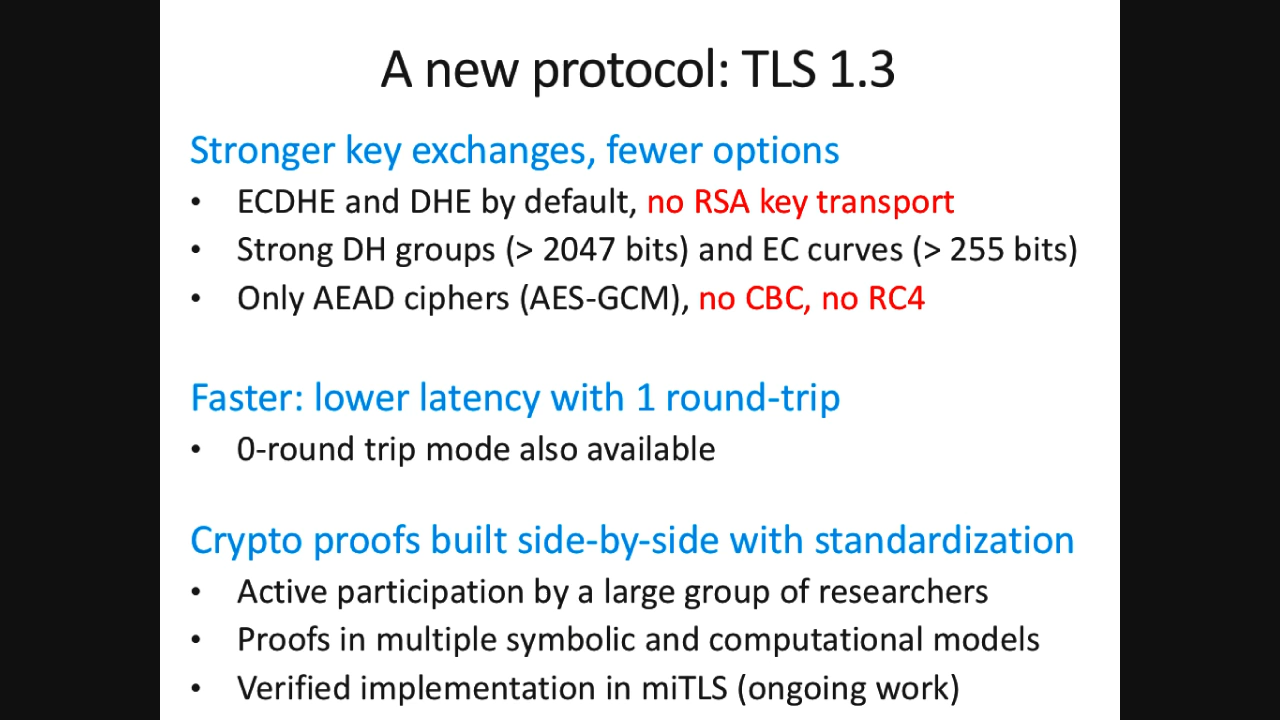 A new protocol: TLS 1.3
Stronger key exchanges, fewer options
• ECDHE and DHE by default, no RSA key transport
• Strong DH groups (> 2047 bits) and EC curves (> 255 bits)
• Only AEAD ciphers (AES-GCM), no CBC, no RC4
Faster: lower latency with 1 round-trip
• 0-round trip mode also available
Crypto proofs built side-by-side with standardization
• Active participation by a large group of researchers
• Proofs in multiple symbolic and computational models
• Verified implementation in miTLS (ongoing work)